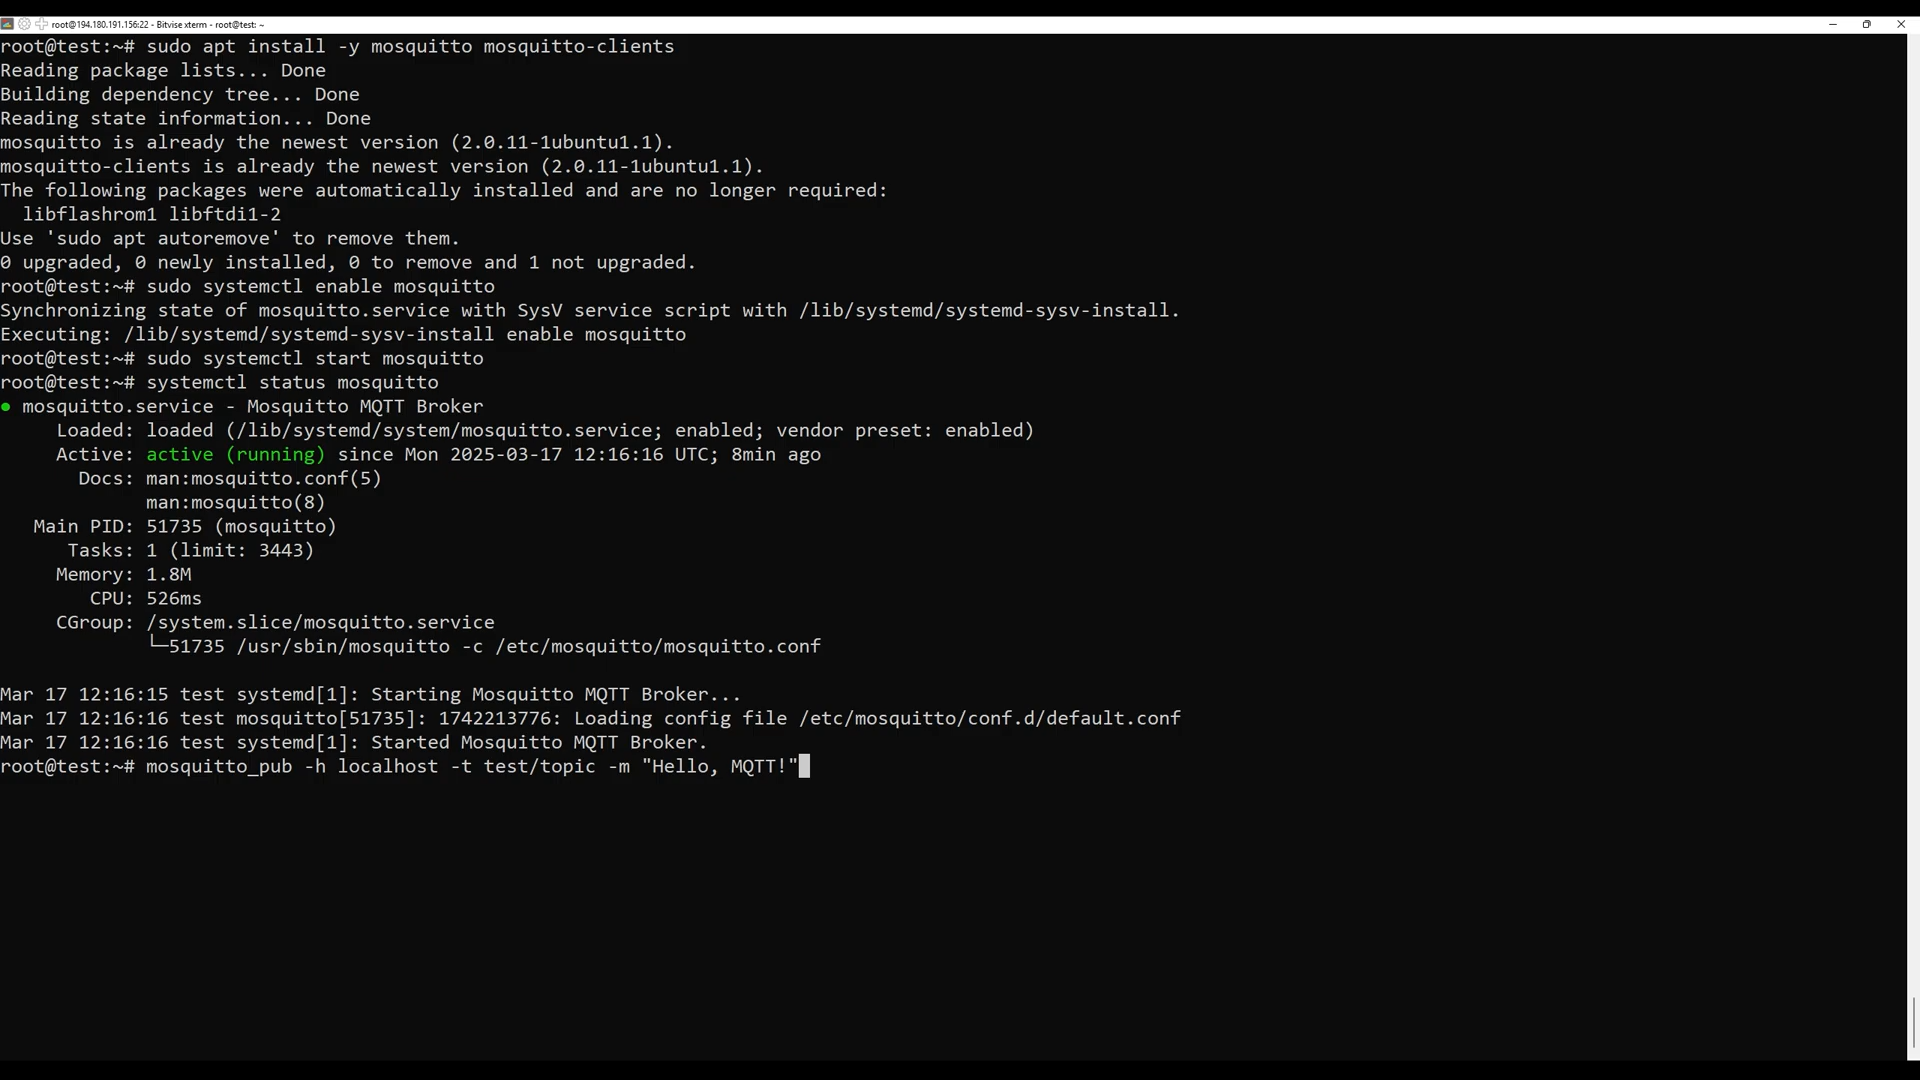 root@194.180.191.156:22 - Bitvise xterm - root@test: ~
root@test:~# sudo apt install -y mosquitto mosquitto-clients
Reading package lists... Done
Building dependency tree... Done
Reading state information... Done
mosquitto is already the newest version (2.0.11-1ubuntu1.1).
mosquitto-clients is already the newest version (2.0.11-1ubuntu1.1).
The following packages were automatically installed and are no longer required:
  libflashrom1 libftdi1-2
Use 'sudo apt autoremove' to remove them.
0 upgraded, 0 newly installed, 0 to remove and 1 not upgraded.
root@test:~# sudo systemctl enable mosquitto
Synchronizing state of mosquitto.service with SysV service script with /lib/systemd/systemd-sysv-install.
Executing: /lib/systemd/systemd-sysv-install enable mosquitto
root@test:~# sudo systemctl start mosquitto
root@test:~# systemctl status mosquitto
● mosquitto.service - Mosquitto MQTT Broker
     Loaded: loaded (/lib/systemd/system/mosquitto.service; enabled; vendor preset: enabled)
     Active: active (running) since Mon 2025-03-17 12:16:16 UTC; 8min ago
       Docs: man:mosquitto.conf(5)
             man:mosquitto(8)
   Main PID: 51735 (mosquitto)
      Tasks: 1 (limit: 3443)
     Memory: 1.8M
        CPU: 526ms
     CGroup: /system.slice/mosquitto.service
             └─51735 /usr/sbin/mosquitto -c /etc/mosquitto/mosquitto.conf
Mar 17 12:16:15 test systemd[1]: Starting Mosquitto MQTT Broker...
Mar 17 12:16:16 test mosquitto[51735]: 1742213776: Loading config file /etc/mosquitto/conf.d/default.conf
Mar 17 12:16:16 test systemd[1]: Started Mosquitto MQTT Broker.
root@test:~# mosquitto_pub -h localhost -t test/topic -m "Hello, MQTT!"